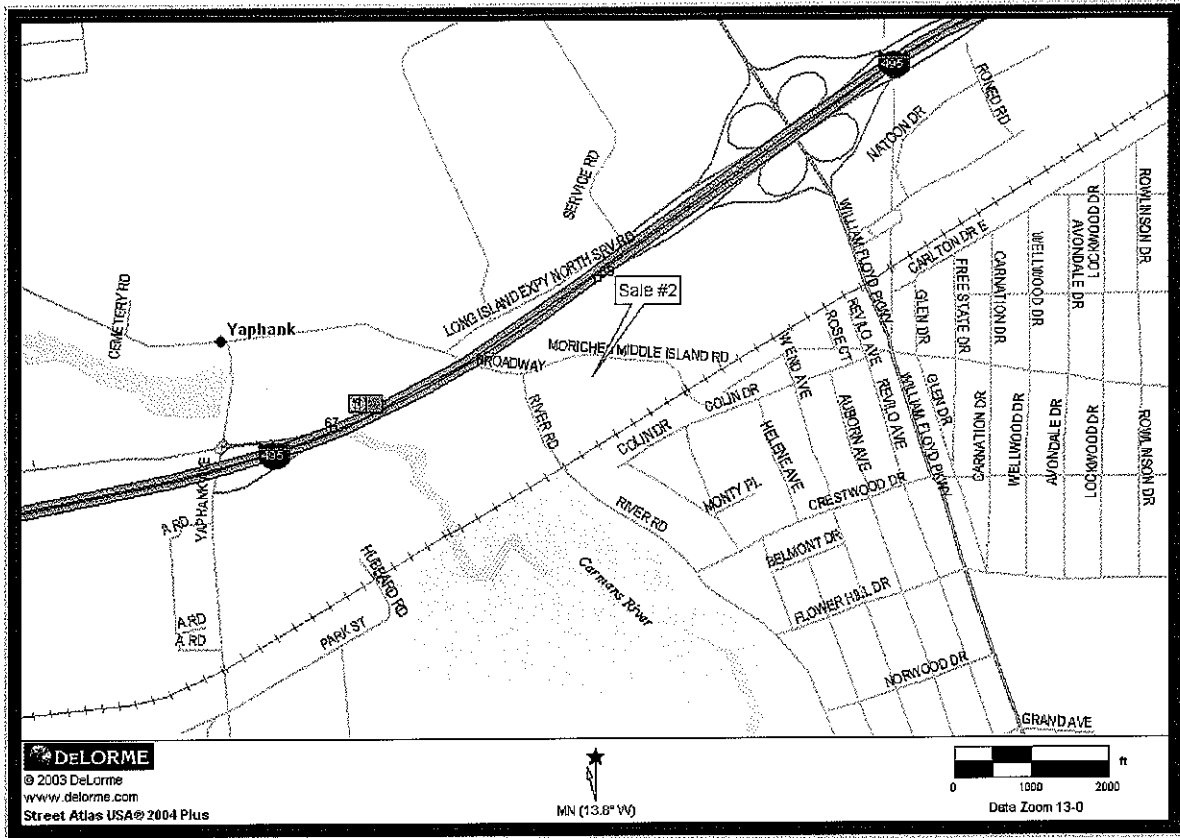 495
RONED RD
NATCON DR
SERVICE RD
WILLIAM FLOYD PKWY
CARLTON DR E
ROWLINSON DR
LOCKWOOD DR
AVONDALE DR
WELLWOOD DR
CARNATION DR
FREE STATE DR
GLEN DR
LONG ISLAND EXPY NORTH SRV RD
68
Sale #2
CEMETERY RD
Yaphank
BROADWAY
MORICHES MIDDLE ISLAND RD
W END AVE
ROSE CT
REVILO AVE
COLIN DR
RIVER RD
COLIN DR
HELENE AVE
AUBORN AVE
REVILO AVE
WILLIAM FLOYD PKWY
GLEN DR
CARNATION DR
WELLWOOD DR
AVONDALE DR
LOCKWOOD DR
ROWLINSON DR
67
495
YAPHANK AVE
MONTY PL
CRESTWOOD DR
RIVER RD
A RD
BELMONT DR
HUBBARD RD
Carmans River
FLOWER HILL DR
A RD
A RD
PARK ST
NORWOOD DR
GRAND AVE
DELORME
© 2003 DeLorme
www.delorme.com
Street Atlas USA® 2004 Plus
MN (13.8° W)
ft
0 1000 2000
Data Zoom 13-0